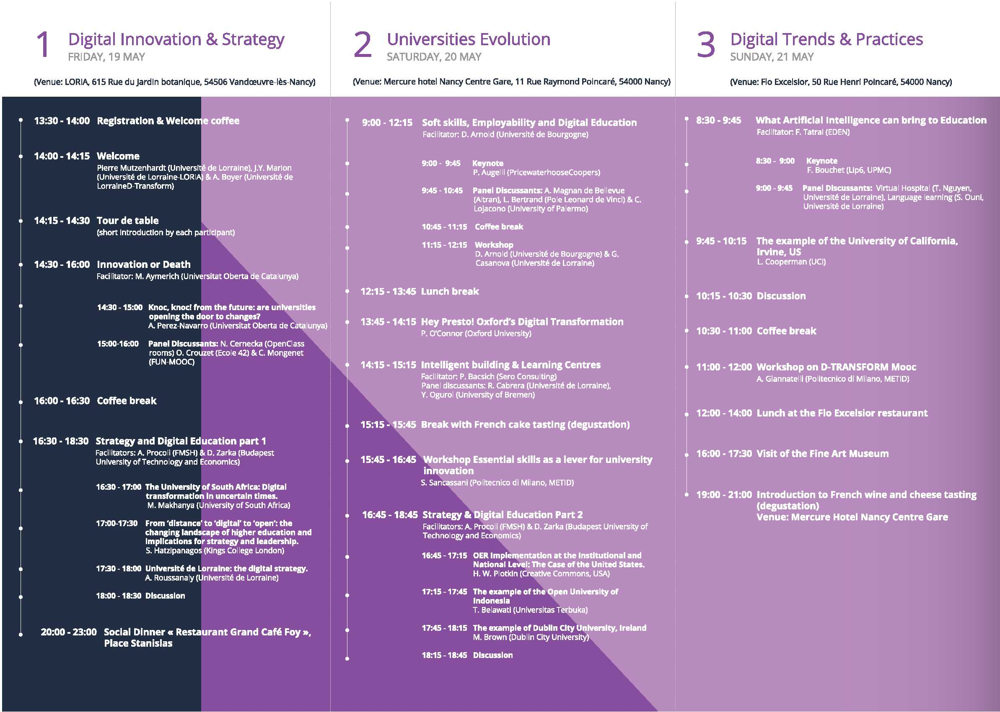 1 Digital Innovation & Strategy
FRIDAY, 19 MAY
(Venue: LORIA, 615 Rue du Jardin botanique, 54506 Vandœuvre-lès-Nancy)
13:30 - 14:00 Registration & Welcome coffee
14:00 - 14:15 Welcome
Pierre Mutzenhardt (Université de Lorraine), J.Y. Marion
(Université de Lorraine-LORIA) & A. Boyer (Université de
LorraineD-Transform)
14:15 - 14:30 Tour de table
(short introduction by each participant)
14:30 - 16:00 Innovation or Death
Facilitator: M. Aymerich (Universitat Oberta de Catalunya)
14:30 - 15:00 Knoc, knoc! from the future: are universities
opening the door to changes?
A. Perez-Navarro (Universitat Oberta de Catalunya)
15:00-16:00 Panel Discussants: N. Cernecka (OpenClass
rooms) O. Crouzet (Ecole 42) & C. Mongenet
(FUN-MOOC)
16:00 - 16:30 Coffee break
16:30 - 18:30 Strategy and Digital Education part 1
Facilitators: A. Procoli (FMSH) & D. Zarka (Budapest
University of Technology and Economics)
16:30 - 17:00 The University of South Africa: Digital
transformation in uncertain times.
M. Makhanya (University of South Africa)
17:00-17:30 From ‘distance’ to ‘digital’ to ‘open’: the
changing landscape of higher education and
implications for strategy and leadership.
S. Hatzipanagos (Kings College London)
17:30 - 18:00 Université de Lorraine: the digital strategy.
A. Roussanaly (Université de Lorraine)
18:00 - 18:30 Discussion
20:00 - 23:00 Social Dinner « Restaurant Grand Café Foy »,
Place Stanislas
2 Universities Evolution
SATURDAY, 20 MAY
(Venue: Mercure hotel Nancy Centre Gare, 11 Rue Raymond Poincaré, 54000 Nancy)
9:00 - 12:15 Soft skills, Employability and Digital Education
Facilitator: D. Arnold (Université de Bourgogne)
9:00 - 9:45 Keynote
P. Augelli (PricewaterhooseCoopers)
9:45 - 10:45 Panel Discussants: A. Magnan de Bellevue
(Altran), L. Bertrand (Pole Leonard de Vinci) & C.
Lojacono (University of Palermo)
10:45 - 11:15 Coffee break
11:15 - 12:15 Workshop
D. Arnold (Université de Bourgogne) & G.
Casanova (Université de Lorraine)
12:15 - 13:45 Lunch break
13:45 - 14:15 Hey Presto! Oxford’s Digital Transformation
P. O’Connor (Oxford University)
14:15 - 15:15 Intelligent building & Learning Centres
Facilitator: P. Bacsich (Sero Consulting)
Panel discussants: R. Cabrera (Université de Lorraine),
Y. Ogurol (University of Bremen)
15:15 - 15:45 Break with French cake tasting (degustation)
15:45 - 16:45 Workshop Essential skills as a lever for university
innovation
S. Sancassani (Politecnico di Milano, METID)
16:45 - 18:45 Strategy & Digital Education Part 2
Facilitators: A. Procoli (FMSH) & D. Zarka (Budapest University of
Technology and Economics)
16:45 - 17:15 OER Implementation at the Institutional and
National Level: The Case of the United States.
H. W. Plotkin (Creative Commons, USA)
17:15 - 17:45 The example of the Open University of
Indonesia
T. Belawati (Universitas Terbuka)
17:45 - 18:15 The example of Dublin City University, Ireland
M. Brown (Dublin City University)
18:15 - 18:45 Discussion
3 Digital Trends & Practices
SUNDAY, 21 MAY
(Venue: Flo Excelsior, 50 Rue Henri Poincaré, 54000 Nancy)
8:30 - 9:45 What Artificial Intelligence can bring to Education
Facilitator: F. Tatrai (EDEN)
8:30 - 9:00 Keynote
F. Bouchet (Lip6, UPMC)
9:00 - 9:45 Panel Discussants: Virtual Hospital (T. Nguyen,
Université de Lorraine), Language learning (S. Ouni,
Université de Lorraine)
9:45 - 10:15 The example of the University of California,
Irvine, US
L. Cooperman (UCI)
10:15 - 10:30 Discussion
10:30 - 11:00 Coffee break
11:00 - 12:00 Workshop on D-TRANSFORM Mooc
A. Giannatelli (Politecnico di Milano, METID)
12:00 - 14:00 Lunch at the Flo Excelsior restaurant
16:00 - 17:30 Visit of the Fine Art Museum
19:00 - 21:00 Introduction to French wine and cheese tasting
(degustation)
Venue: Mercure Hotel Nancy Centre Gare